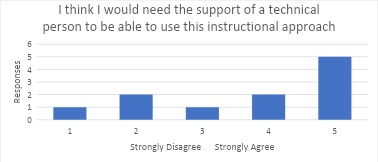 I think I would need the support of a technical
person to be able to use this instructional approach
6
5
4
3
2
1
0
Responses
1 2 3 4 5
Strongly Disagree Strongly Agree